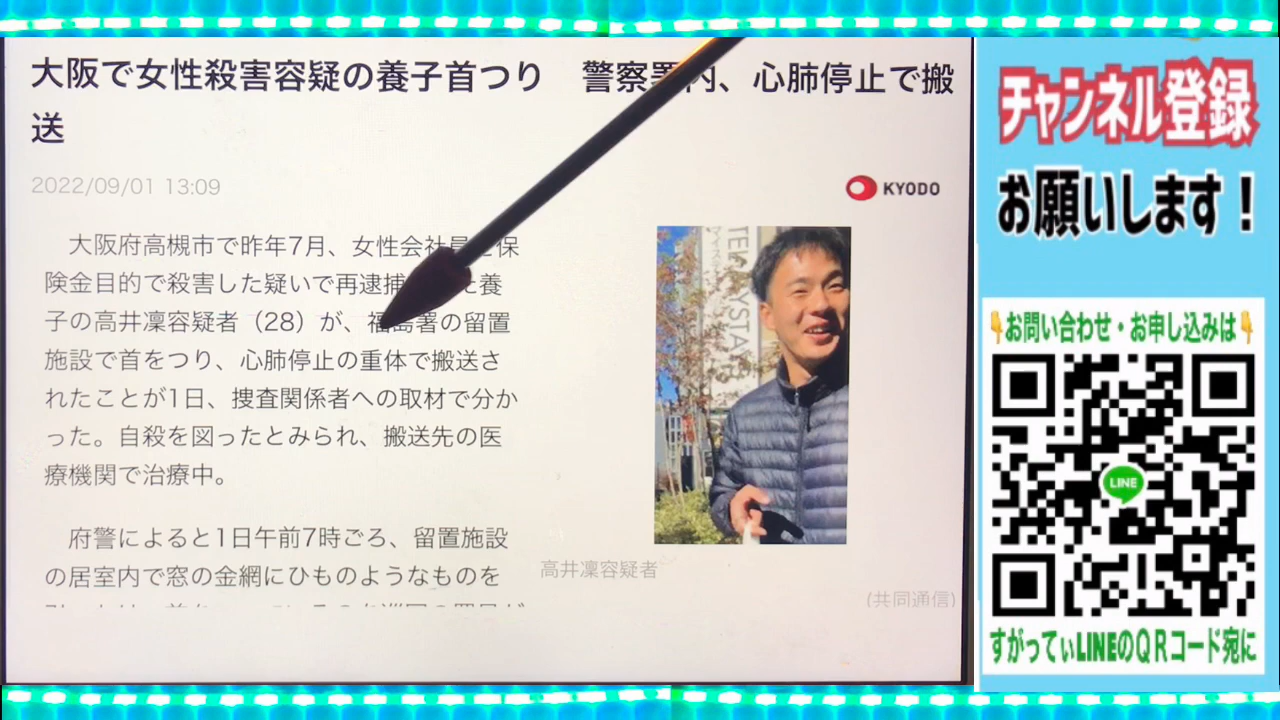 大阪で女性殺害容疑の養子首つり　警察署内、心肺停止で搬
送
2022/09/01 13:09
KYODO
大阪府高槻市で昨年7月、女性会社員を保
険金目的で殺害した疑いで再逮捕 養
子の高井凜容疑者（28）が、福島署の留置
施設で首をつり、心肺停止の重体で搬送さ
れたことが1日、捜査関係者への取材で分か
った。自殺を図ったとみられ、搬送先の医
療機関で治療中。
府警によると1日午前7時ごろ、留置施設
の居室内で窓の金網にひものようなものを
高井凜容疑者
(共同通信)
チャンネル登録
お願いします！
👇お問い合わせ・お申し込みは👇
LINE
すがってぃLINEのQRコード宛に